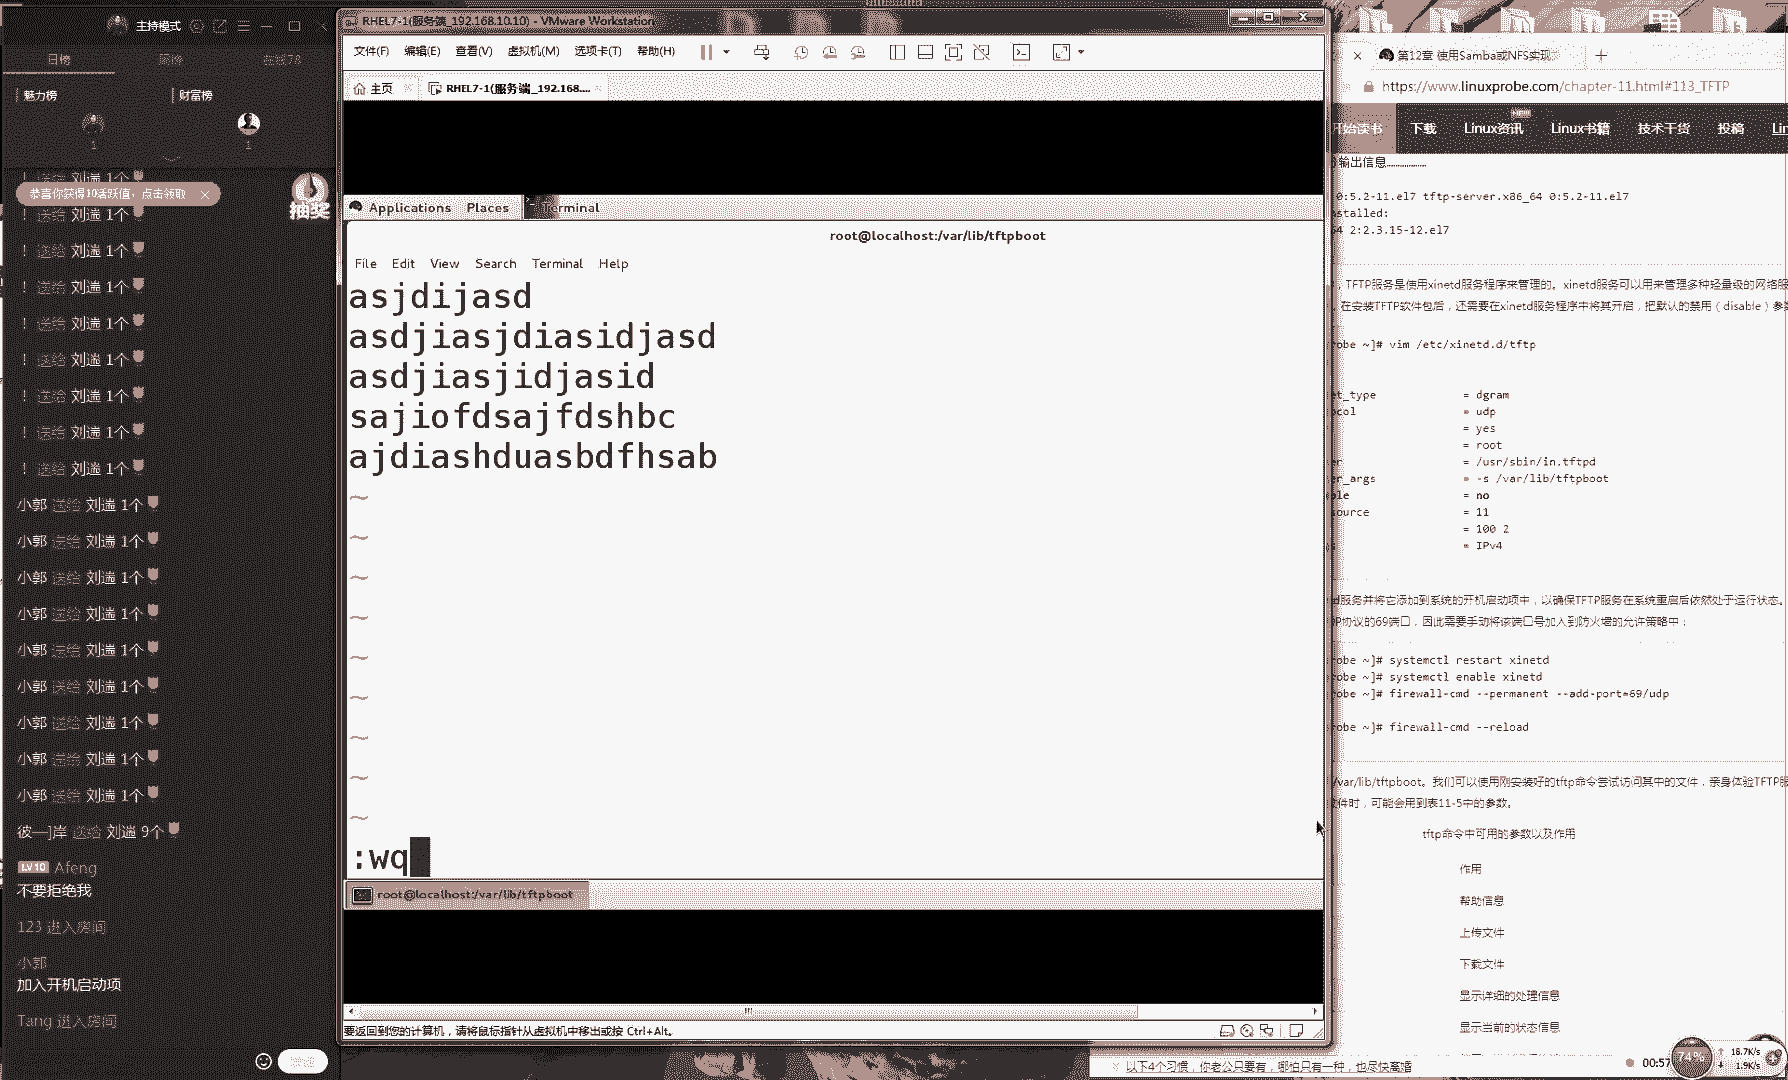 主持模式
日榜
在线78
魅力榜
财富榜
1
1
！ 送给 刘遄 1个
恭喜你获得10活跃值，点击领取
抽奖
！ 送给 刘遄 1个
！ 送给 刘遄 1个
！ 送给 刘遄 1个
！ 送给 刘遄 1个
！ 送给 刘遄 1个
！ 送给 刘遄 1个
！ 送给 刘遄 1个
！ 送给 刘遄 1个
小郭 送给 刘遄 1个
小郭 送给 刘遄 1个
小郭 送给 刘遄 1个
小郭 送给 刘遄 1个
小郭 送给 刘遄 1个
小郭 送给 刘遄 1个
小郭 送给 刘遄 1个
小郭 送给 刘遄 1个
小郭 送给 刘遄 1个
彼—]岸 送给 刘遄 9个
LV10 Afeng
不要拒绝我
123 进入房间
小郭
加入开机启动项
Tang 进入房间
RHEL7-1(服务端_192.168.10.10) - VMware Workstation
文件(F) 编辑(E) 查看(V) 虚拟机(M) 选项卡(T) 帮助(H)
主页 RHEL7-1(服务端_192.168....
Applications Places Terminal
root@localhost:/var/lib/tftpboot
File Edit View Search Terminal Help
asjdijasd
asdjiasjdiasidjasd
asdjiasjidjasid
sajiofdsajfdshbc
ajdiashduasbdfhsab
~
~
~
~
~
~
~
~
~
:wq
root@localhost:/var/lib/tftpboot
要返回到您的计算机，请将鼠标指针从虚拟机中移出或按 Ctrl+Alt。
第12章 使用Samba或NFS实现
https://www.linuxprobe.com/chapter-11.html#113_TFTP
开始读书 下载 Linux资讯 New Linux书籍 技术干货 投稿 Lin
输出信息………………
0:5.2-11.el7 tftp-server.x86_64 0:5.2-11.el7
nstalled:
64 2:2.3.15-12.el7
，TFTP服务是使用xinetd服务程序来管理的。xinetd服务可以用来管理多种轻量级的网络服
，在安装TFTP软件包后，还需要在xinetd服务程序中将其开启，把默认的禁用（disable）参
robe ~]# vim /etc/xinetd.d/tftp
et_type = dgram
ocol = udp
= yes
= root
er = /usr/sbin/in.tftpd
er_args = -s /var/lib/tftpboot
ble = no
source = 11
= 100 2
= IPv4
d服务并将它添加到系统的开机启动项中，以确保TFTP服务在系统重启后依然处于运行状态。
P协议的69端口，因此需要手动将该端口号加入到防火墙的允许策略中：
robe ~]# systemctl restart xinetd
robe ~]# systemctl enable xinetd
robe ~]# firewall-cmd --permanent --add-port=69/udp
robe ~]# firewall-cmd --reload
/var/lib/tftpboot。我们可以使用刚安装好的tftp命令尝试访问其中的文件，亲身体验TFTP服
文件时，可能会用到表11-5中的参数。
tftp命令中可用的参数以及作用
作用
帮助信息
上传文件
下载文件
显示详细的处理信息
显示当前的状态信息
以下4个习惯，你老公只要有，哪怕只有一种，也尽快离婚
00:57
74%
18.7K/s
1.9K/s